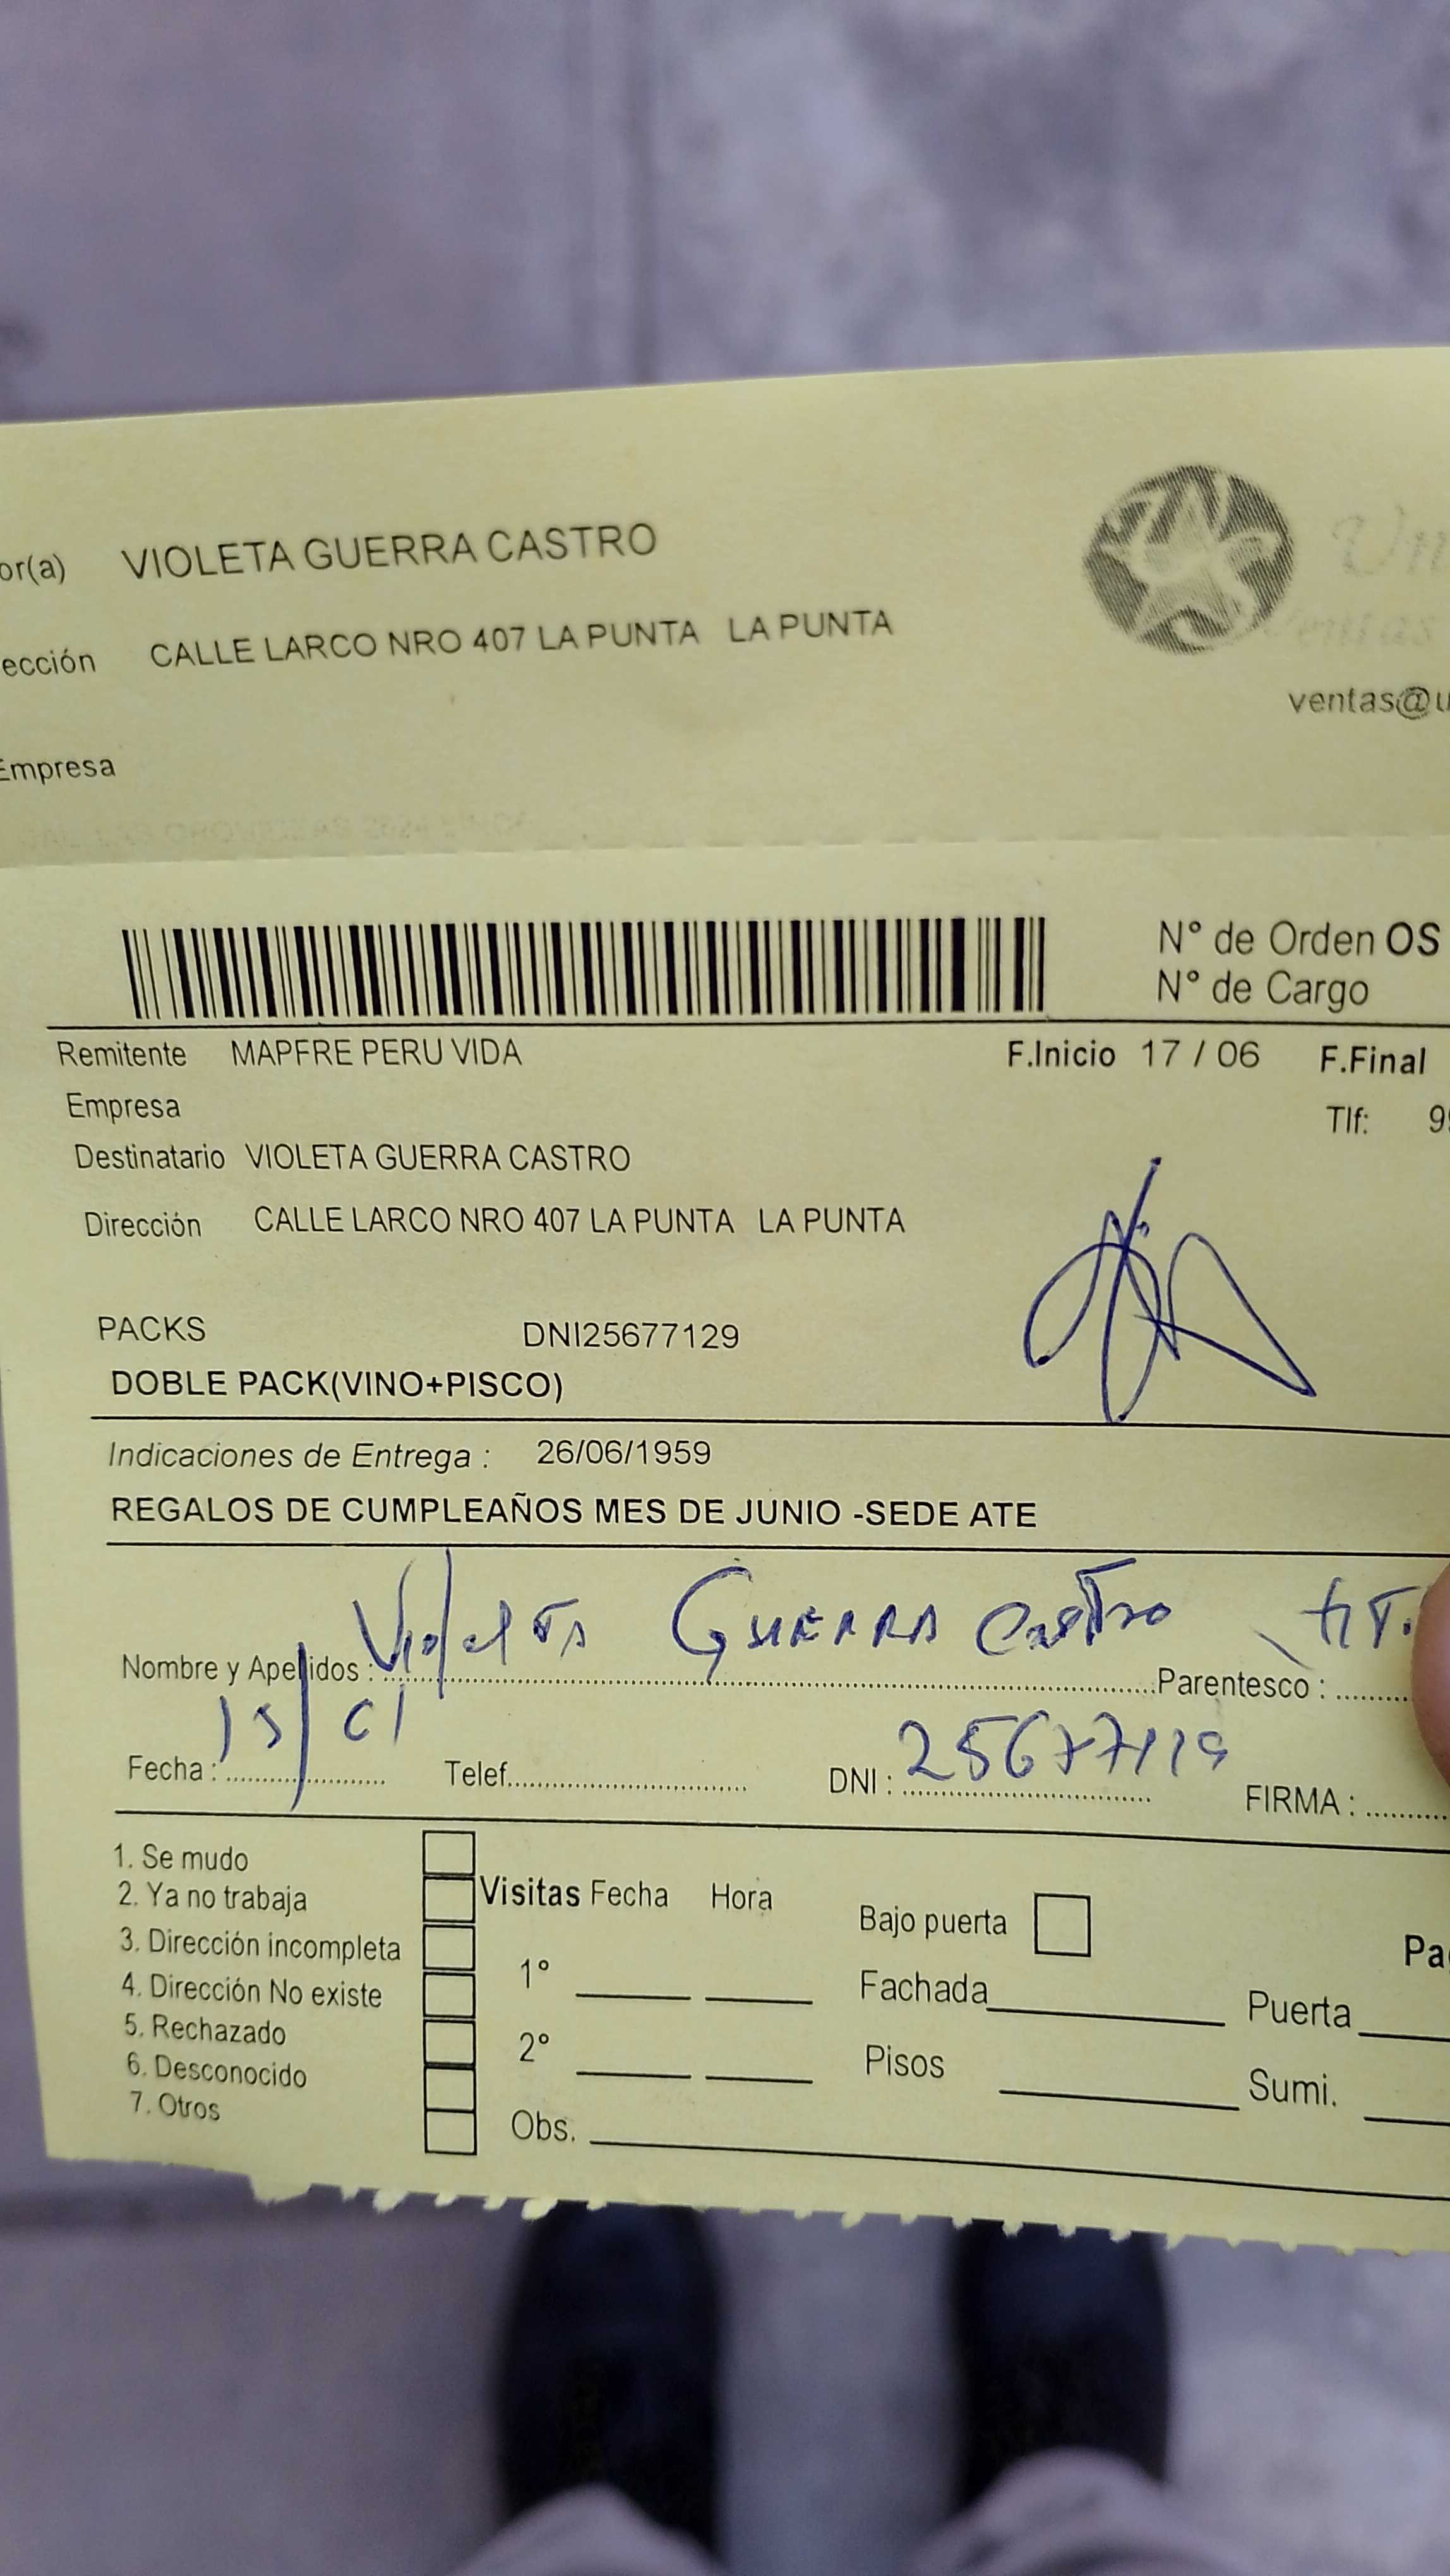 or(a) VIOLETA GUERRA CASTRO
ección CALLE LARCO NRO 407 LA PUNTA LA PUNTA
ventas@u
Empresa
N° de Orden OS
N° de Cargo
Remitente MAPFRE PERU VIDA F.Inicio 17 / 06 F.Final
Empresa Tlf: 9
Destinatario VIOLETA GUERRA CASTRO
Dirección CALLE LARCO NRO 407 LA PUNTA LA PUNTA
PACKS DNI25677129
DOBLE PACK(VINO+PISCO)
Indicaciones de Entrega : 26/06/1959
REGALOS DE CUMPLEAÑOS MES DE JUNIO -SEDE ATE
Nombre y Apellidos : Violeta GUERRA Castro Parentesco :
Fecha : Telef. DNI : FIRMA :
1. Se mudo
2. Ya no trabaja Visitas Fecha Hora Bajo puerta
3. Dirección incompleta Pa
4. Dirección No existe 1° Fachada Puerta
5. Rechazado
6. Desconocido 2° Pisos Sumi.
7. Otros Obs.